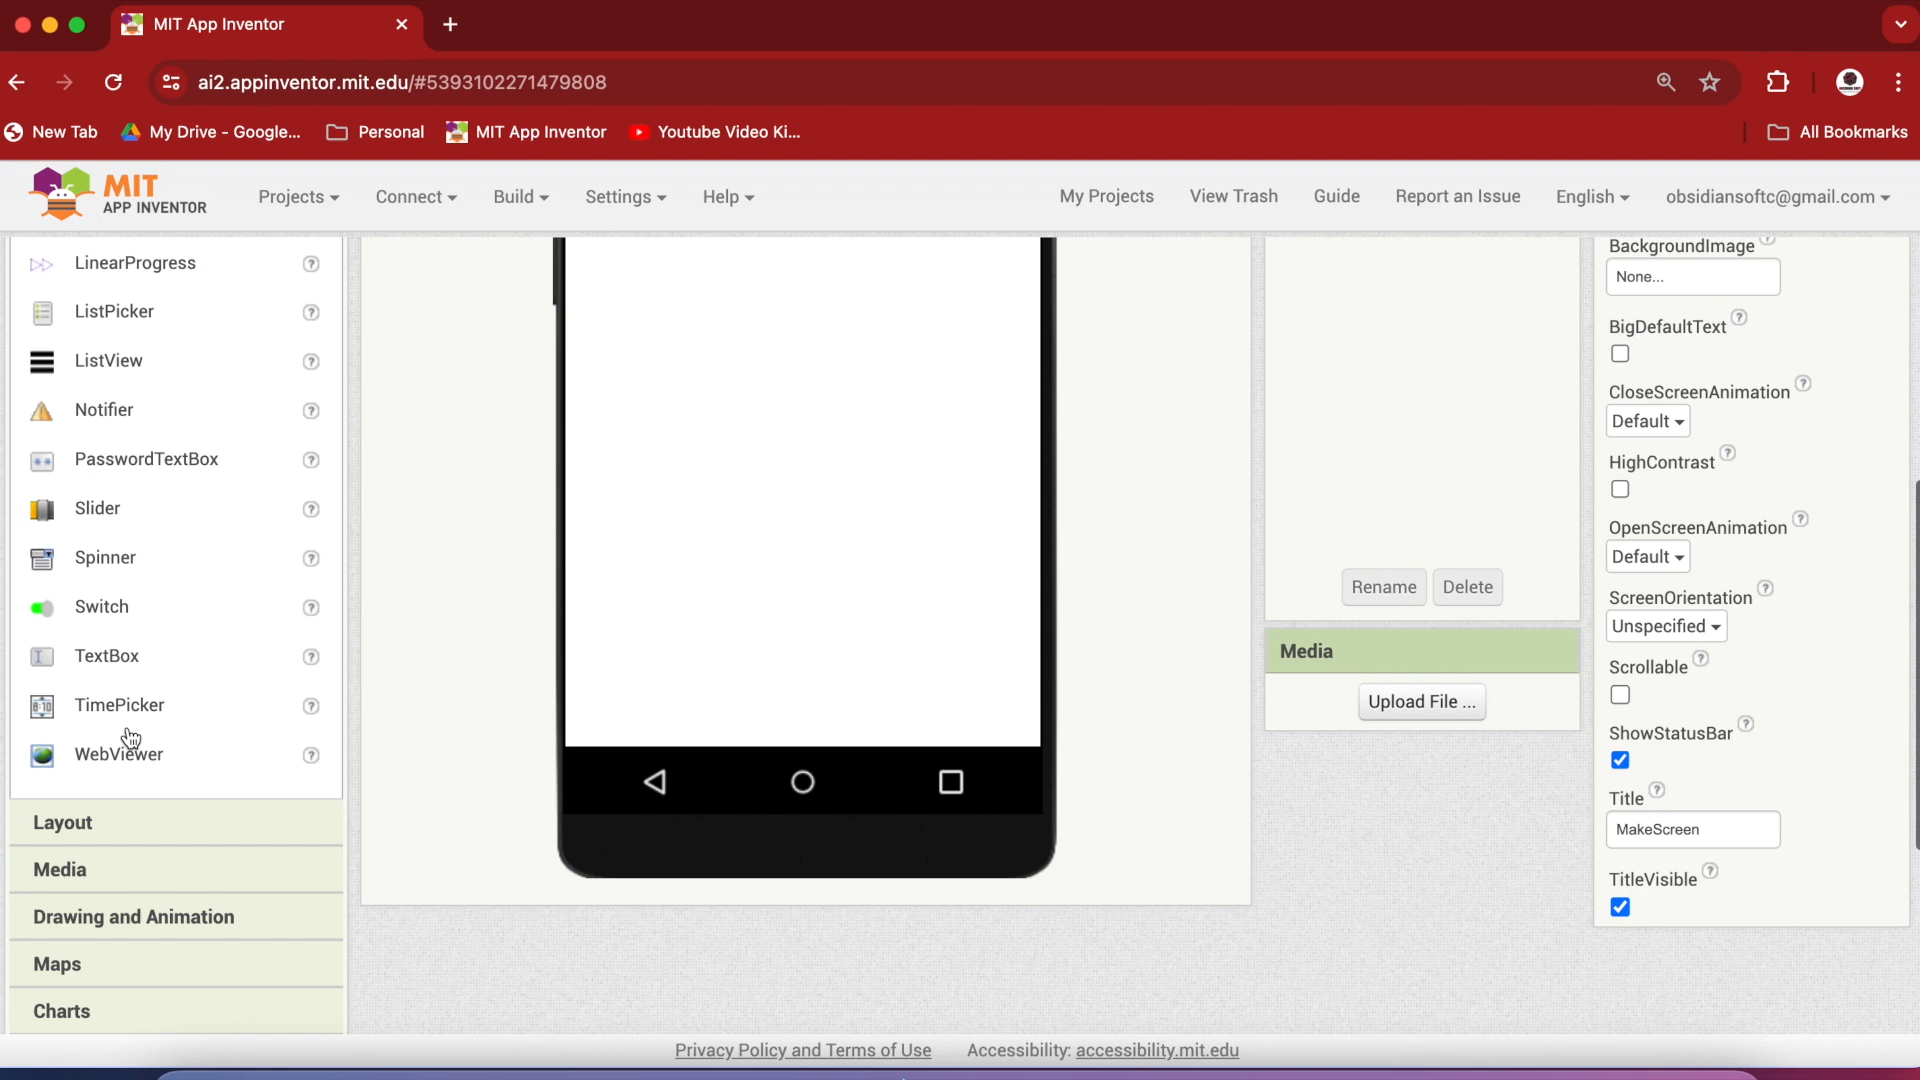 MIT App Inventor
ai2.appinventor.mit.edu/#5393102271479808
New Tab
My Drive - Google...
Personal
MIT App Inventor
Youtube Video Ki...
All Bookmarks
MIT
APP INVENTOR
Projects
Connect
Build
Settings
Help
My Projects
View Trash
Guide
Report an Issue
English
obsidiansoftc@gmail.com
LinearProgress ?
ListPicker ?
ListView ?
Notifier ?
PasswordTextBox ?
Slider ?
Spinner ?
Switch ?
TextBox ?
TimePicker ?
WebViewer ?
Layout
Media
Drawing and Animation
Maps
Charts
Rename
Delete
Media
Upload File ...
BackgroundImage ?
None...
BigDefaultText ?
CloseScreenAnimation ?
Default
HighContrast ?
OpenScreenAnimation ?
Default
ScreenOrientation ?
Unspecified
Scrollable ?
ShowStatusBar ?
Title ?
MakeScreen
TitleVisible ?
Privacy Policy and Terms of Use
Accessibility: accessibility.mit.edu